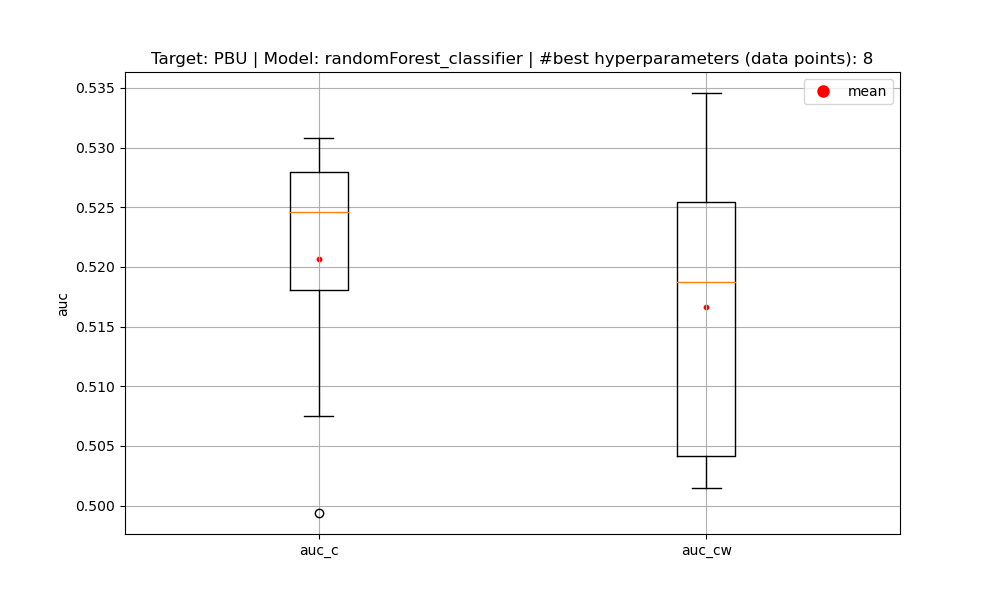 Target: PBU | Model: randomForest_classifier | #best hyperparameters (data points): 8
mean
auc
0.535
0.530
0.525
0.520
0.515
0.510
0.505
0.500
auc_c
auc_cw